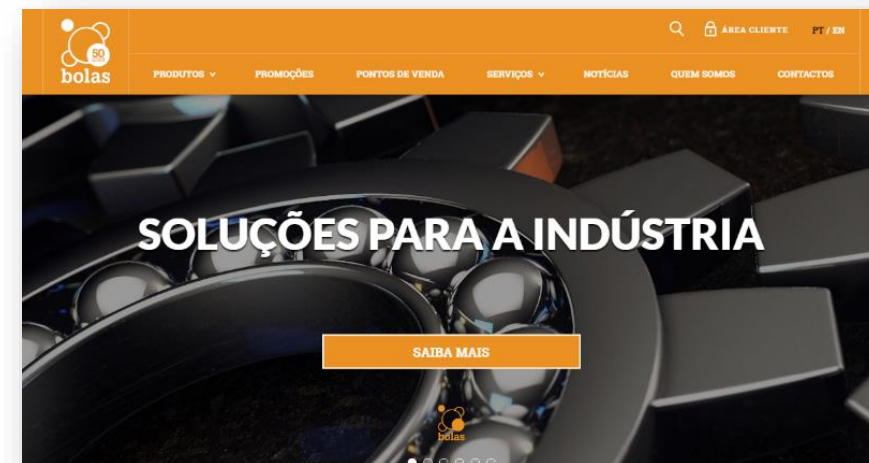 ÁREA CLIENTE PT / EN
50
bolas
PRODUTOS PROMOÇÕES PONTOS DE VENDA SERVIÇOS NOTÍCIAS QUEM SOMOS CONTACTOS
SOLUÇÕES PARA A INDÚSTRIA
SAIBA MAIS
bolas